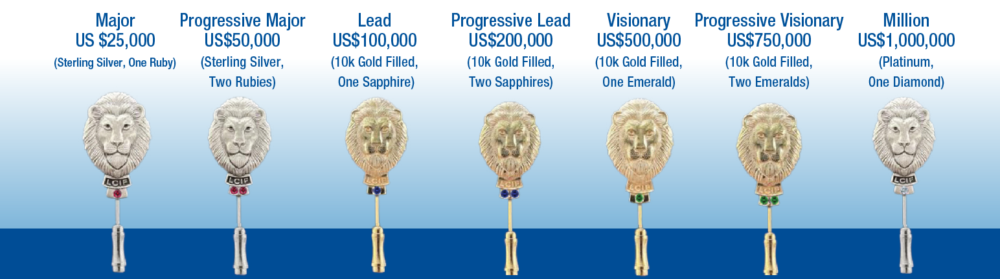 Major
US $25,000
(Sterling Silver, One Ruby)
Progressive Major
US$50,000
(Sterling Silver,
Two Rubies)
Lead
US$100,000
(10k Gold Filled,
One Sapphire)
Progressive Lead
US$200,000
(10k Gold Filled,
Two Sapphires)
Visionary
US$500,000
(10k Gold Filled,
One Emerald)
Progressive Visionary
US$750,000
(10k Gold Filled,
Two Emeralds)
Million
US$1,000,000
(Platinum,
One Diamond)
LCIF
LCIF
LCIF
LCIF
LCIF
LCIF
LCIF